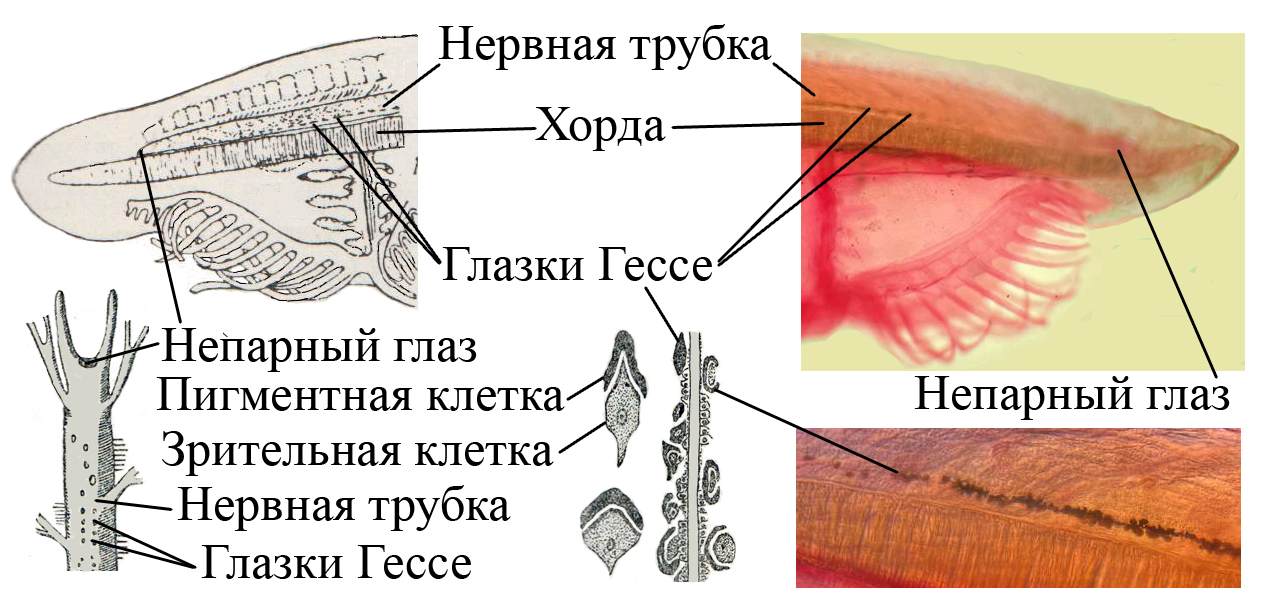 Нервная трубка
Хорда
Глазки Гессе
Непарный глаз
Непарный глаз
Пигментная клетка
Зрительная клетка
Нервная трубка
Глазки Гессе